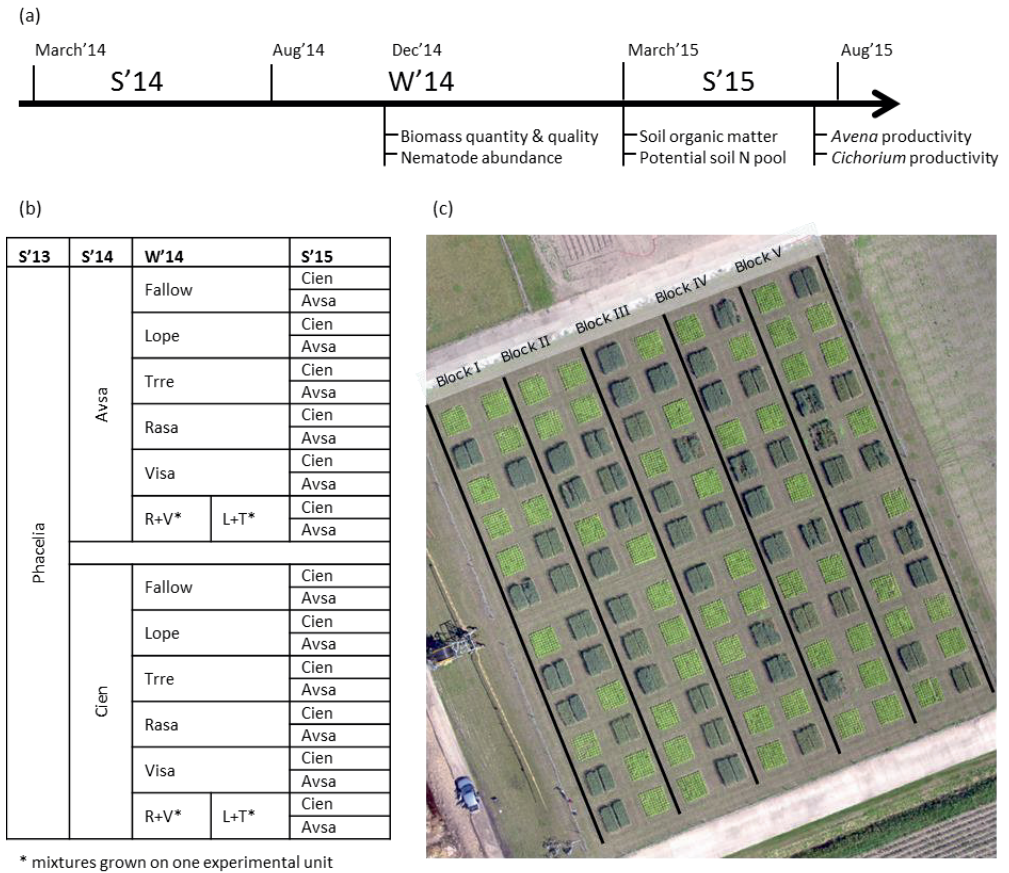 (a)
March'14
Aug'14
Dec'14
March'15
Aug'15
S'14
W'14
S'15
Biomass quantity & quality
Nematode abundance
Soil organic matter
Potential soil N pool
Avena productivity
Cichorium productivity
(b)
S'13 S'14 W'14 S'15
Phacelia
Avsa
Fallow
Cien
Avsa
Lope
Cien
Avsa
Trre
Cien
Avsa
Rasa
Cien
Avsa
Visa
Cien
Avsa
R+V* L+T*
Cien
Avsa
Cien
Fallow
Cien
Avsa
Lope
Cien
Avsa
Trre
Cien
Avsa
Rasa
Cien
Avsa
Visa
Cien
Avsa
R+V* L+T*
Cien
Avsa
* mixtures grown on one experimental unit
(c)
Block I
Block II
Block III
Block IV
Block V